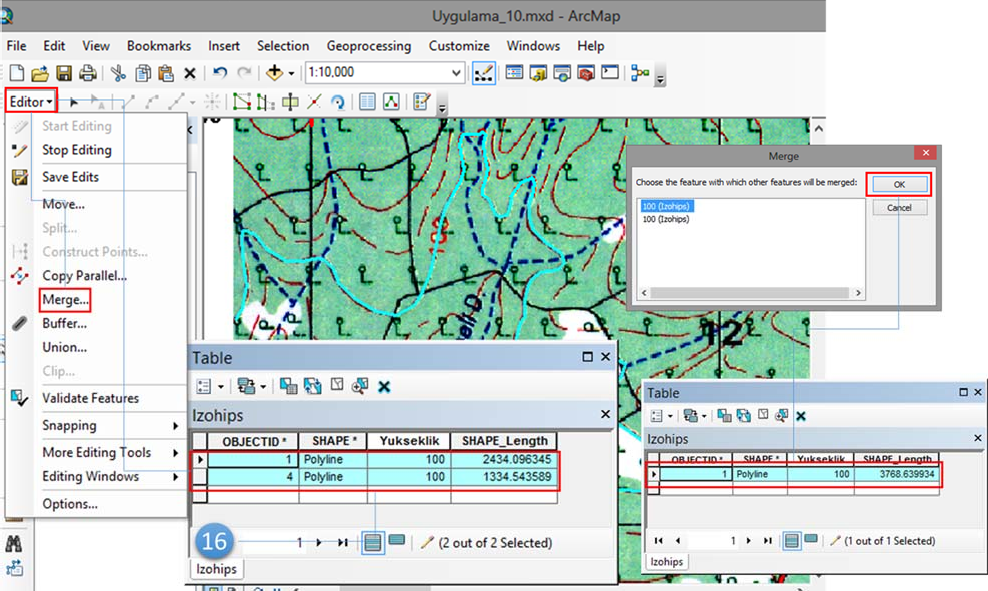 Uygulama_10.mxd - ArcMap
File Edit View Bookmarks Insert Selection Geoprocessing Customize Windows Help
1:10,000
Editor
Start Editing
Stop Editing
Save Edits
Move...
Split...
Construct Points...
Copy Parallel...
Merge...
Buffer...
Union...
Clip...
Validate Features
Snapping
More Editing Tools
Editing Windows
Options...
Merge
Choose the feature with which other features will be merged:
100 (Izohips)
100 (Izohips)
OK
Cancel
12
Table
Izohips
OBJECTID * SHAPE * Yukseklik SHAPE_Length
1 Polyline 100 2434.096345
4 Polyline 100 1334.543589
16
1
(2 out of 2 Selected)
Izohips
Table
Izohips
OBJECTID * SHAPE * Yukseklik SHAPE_Length
1 Polyline 100 3768.639934
1
(1 out of 1 Selected)
Izohips